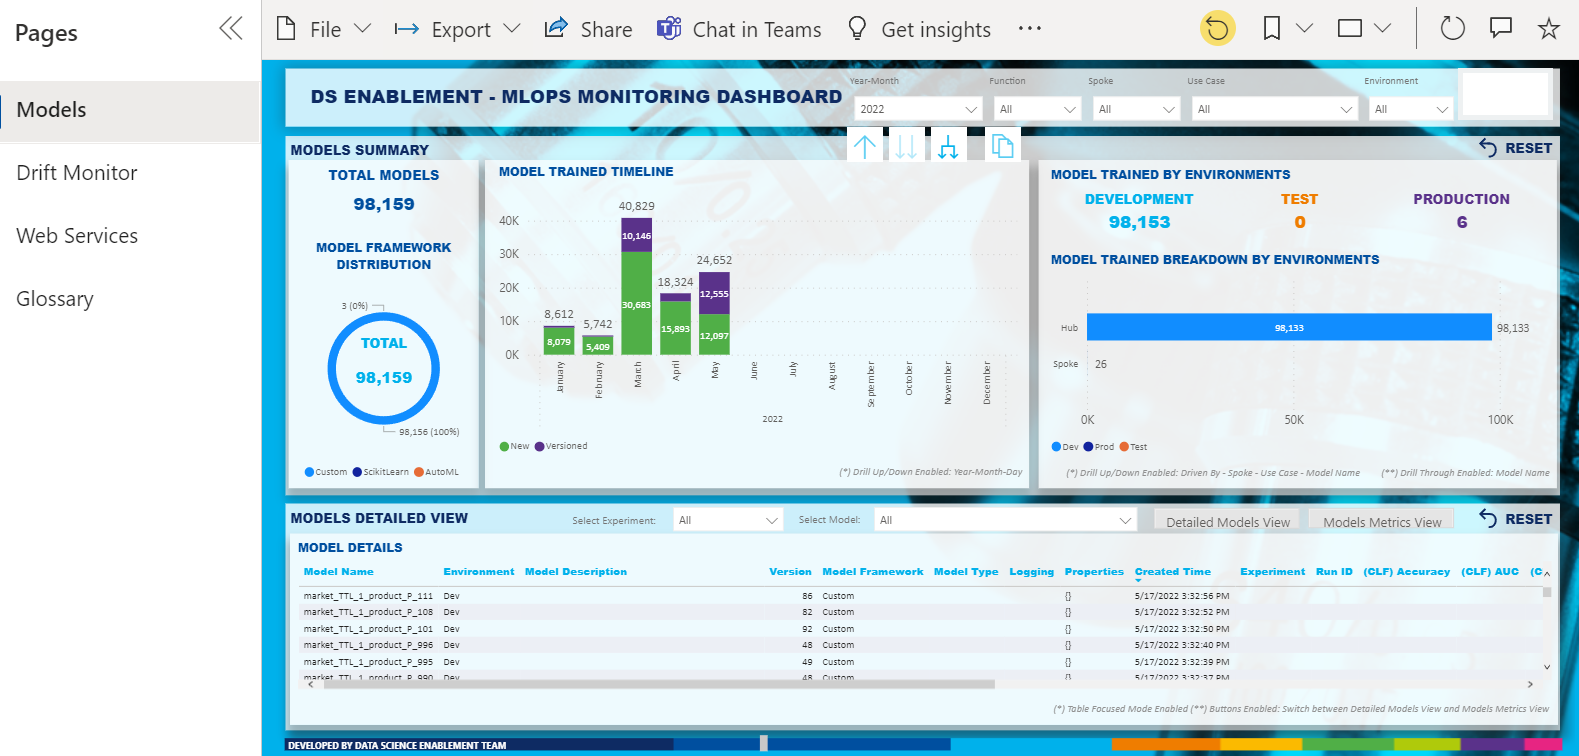 Pages
File
Export
Share
Chat in Teams
Get insights
Models
Drift Monitor
Web Services
Glossary
DS ENABLEMENT - MLOPS MONITORING DASHBOARD
Year-Month
2022
Function
All
Spoke
All
Use Case
All
Environment
All
MODELS SUMMARY
RESET
TOTAL MODELS
98,159
MODEL FRAMEWORK
DISTRIBUTION
3 (0%)
TOTAL
98,159
98,156 (100%)
Custom ScikitLearn AutoML
MODEL TRAINED TIMELINE
40K
30K
20K
10K
0K
8,612
8,079
5,742
5,409
40,829
10,146
30,683
18,324
15,893
24,652
12,555
12,097
January February March April May June July August September October November December
2022
New Versioned
(*) Drill Up/Down Enabled: Year-Month-Day
MODEL TRAINED BY ENVIRONMENTS
DEVELOPMENT TEST PRODUCTION
98,153 0 6
MODEL TRAINED BREAKDOWN BY ENVIRONMENTS
Hub 98,133 98,133
Spoke 26
0K 50K 100K
Dev Prod Test
(*) Drill Up/Down Enabled: Driven By - Spoke - Use Case - Model Name (**) Drill Through Enabled: Model Name
MODELS DETAILED VIEW
Select Experiment: All
Select Model: All
Detailed Models View
Models Metrics View
RESET
MODEL DETAILS
Model Name Environment Model Description Version Model Framework Model Type Logging Properties Created Time Experiment Run ID (CLF) Accuracy (CLF) AUC (C
market_TTL_1_product_P_111 Dev 86 Custom {} 5/17/2022 3:32:56 PM
market_TTL_1_product_P_108 Dev 82 Custom {} 5/17/2022 3:32:52 PM
market_TTL_1_product_P_101 Dev 92 Custom {} 5/17/2022 3:32:50 PM
market_TTL_1_product_P_996 Dev 48 Custom {} 5/17/2022 3:32:40 PM
market_TTL_1_product_P_995 Dev 49 Custom {} 5/17/2022 3:32:39 PM
market_TTL_1_product_P_990 Dev 48 Custom {} 5/17/2022 3:32:37 PM
(*) Table Focused Mode Enabled (**) Buttons Enabled: Switch between Detailed Models View and Models Metrics View
DEVELOPED BY DATA SCIENCE ENABLEMENT TEAM